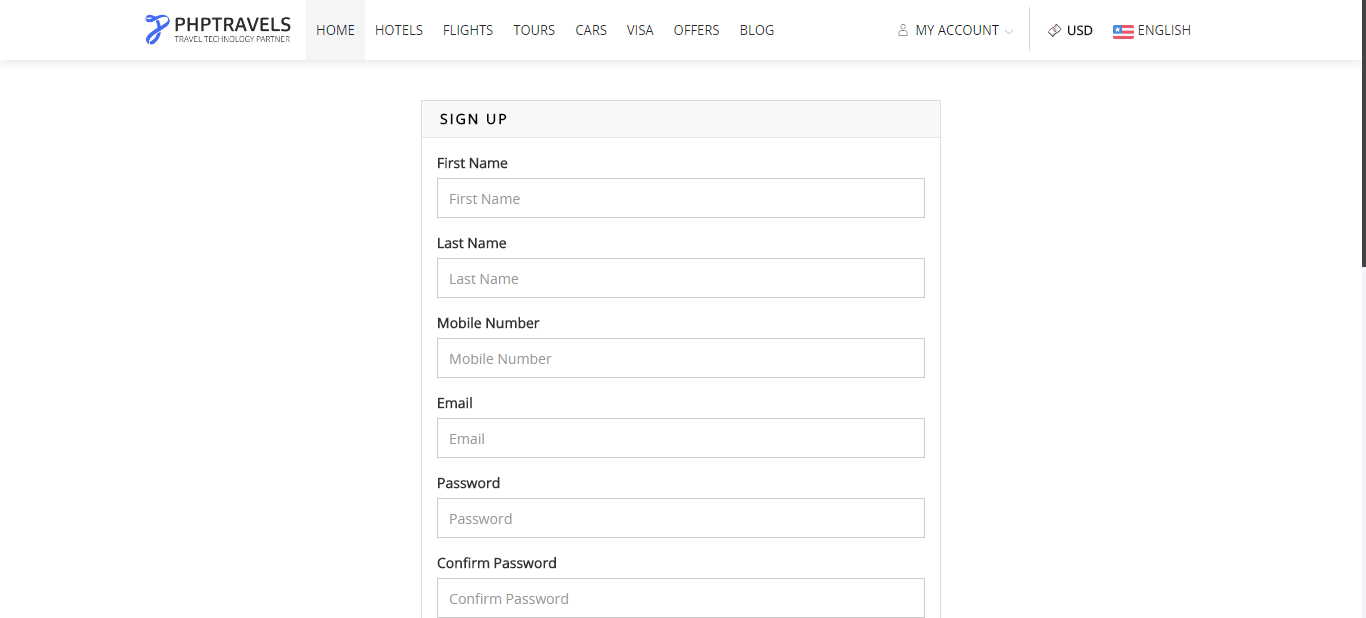 PHPTRAVELS
TRAVEL TECHNOLOGY PARTNER
HOME HOTELS FLIGHTS TOURS CARS VISA OFFERS BLOG MY ACCOUNT USD ENGLISH
SIGN UP
First Name
First Name
Last Name
Last Name
Mobile Number
Mobile Number
Email
Email
Password
Password
Confirm Password
Confirm Password